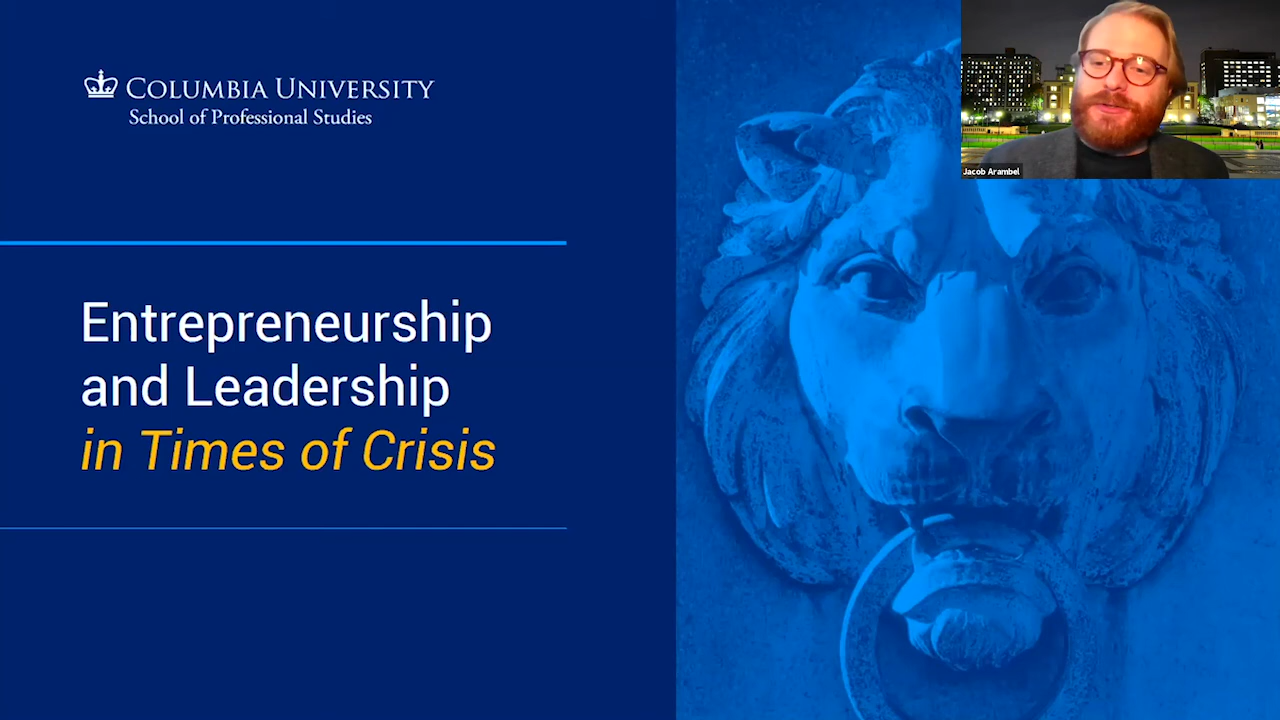 COLUMBIA UNIVERSITY
School of Professional Studies
Entrepreneurship
and Leadership
in Times of Crisis
Jacob Arambel